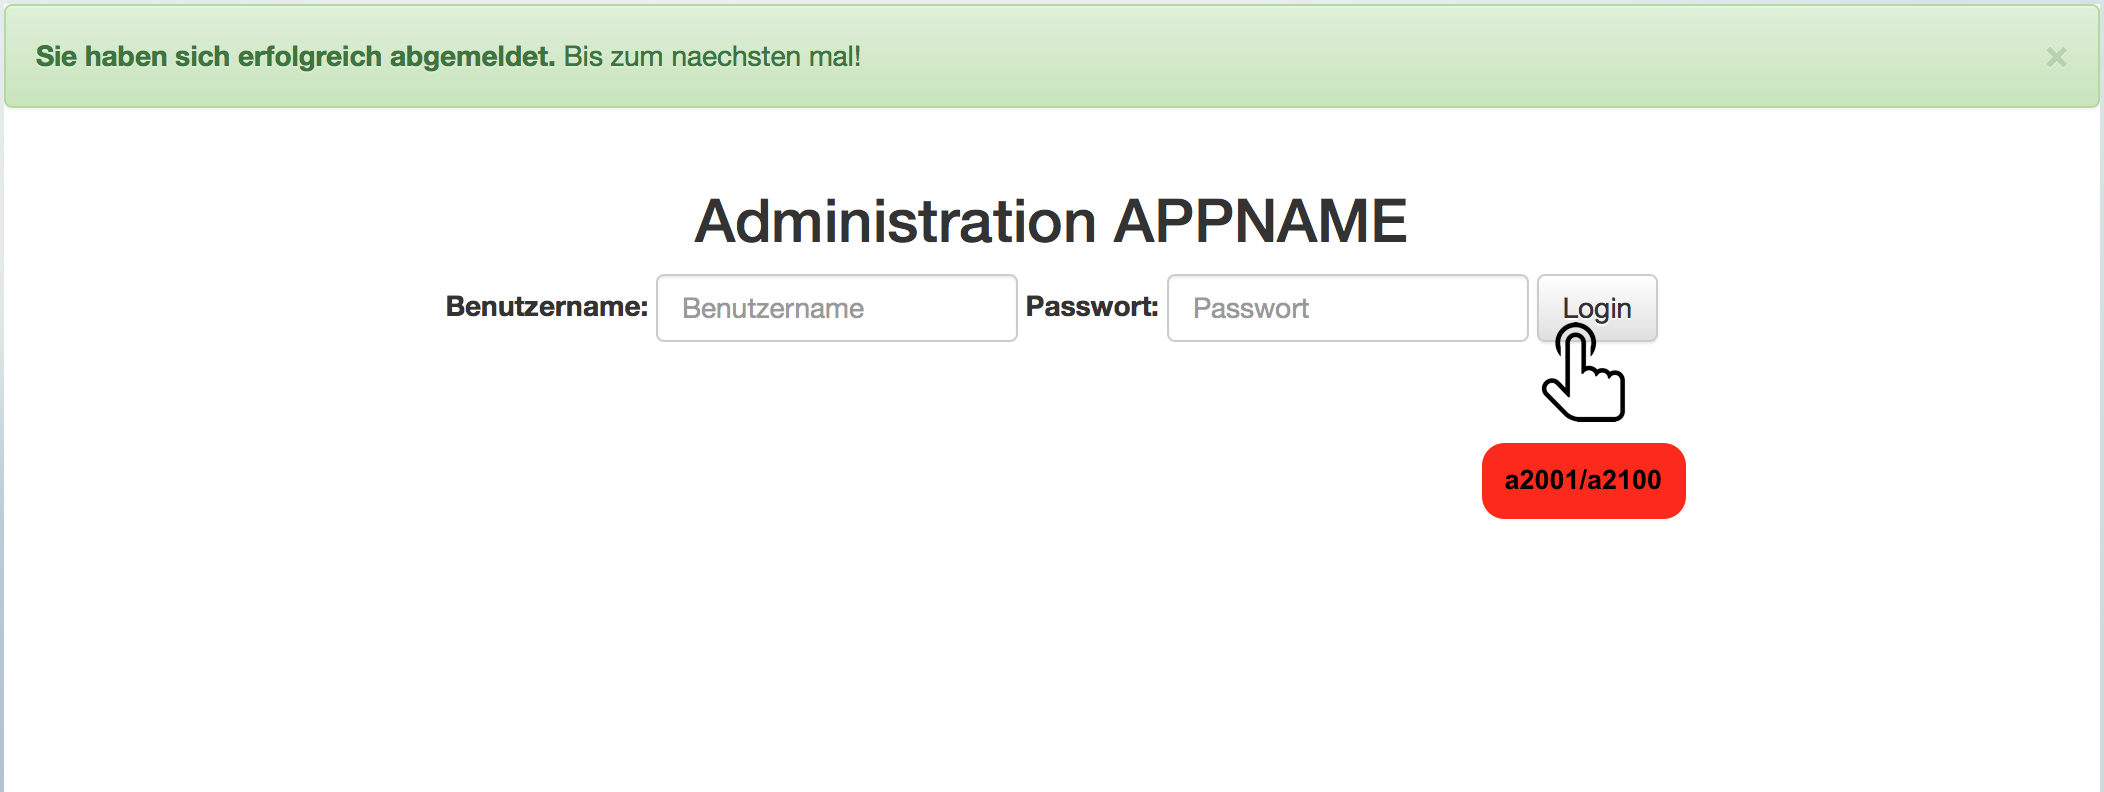 Sie haben sich erfolgreich abgemeldet. Bis zum naechsten mal!
×
Administration APPNAME
Benutzername: Benutzername Passwort: Passwort Login
a2001/a2100